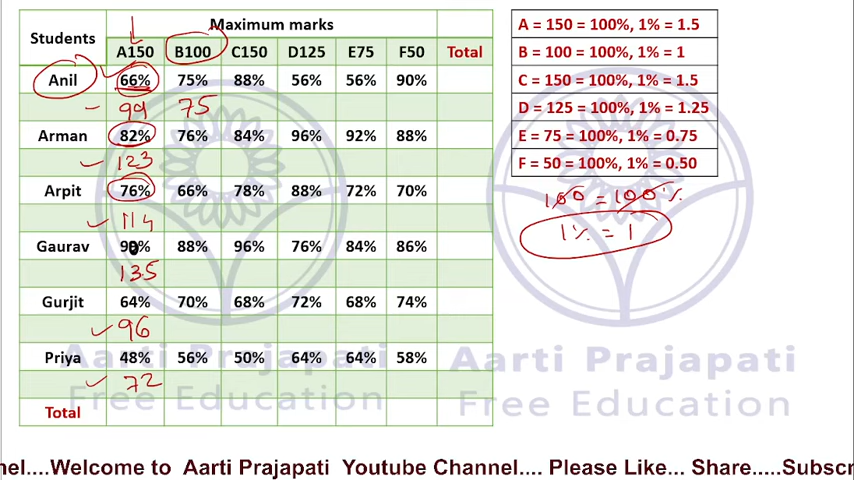 Students Maximum marks
A150 B100 C150 D125 E75 F50 Total
Anil 66% 75% 88% 56% 56% 90%
99 75
Arman 82% 76% 84% 96% 92% 88%
123
Arpit 76% 66% 78% 88% 72% 70%
114
Gaurav 90% 88% 96% 76% 84% 86%
135
Gurjit 64% 70% 68% 72% 68% 74%
96
Priya 48% 56% 50% 64% 64% 58%
72
Total
A = 150 = 100%, 1% = 1.5
B = 100 = 100%, 1% = 1
C = 150 = 100%, 1% = 1.5
D = 125 = 100%, 1% = 1.25
E = 75 = 100%, 1% = 0.75
F = 50 = 100%, 1% = 0.50
100 = 100%
1% = 1
Aarti Prajapati
Free Education
Aarti Prajapati
Free Education
nel....Welcome to Aarti Prajapati Youtube Channel.... Please Like... Share.....Subscr